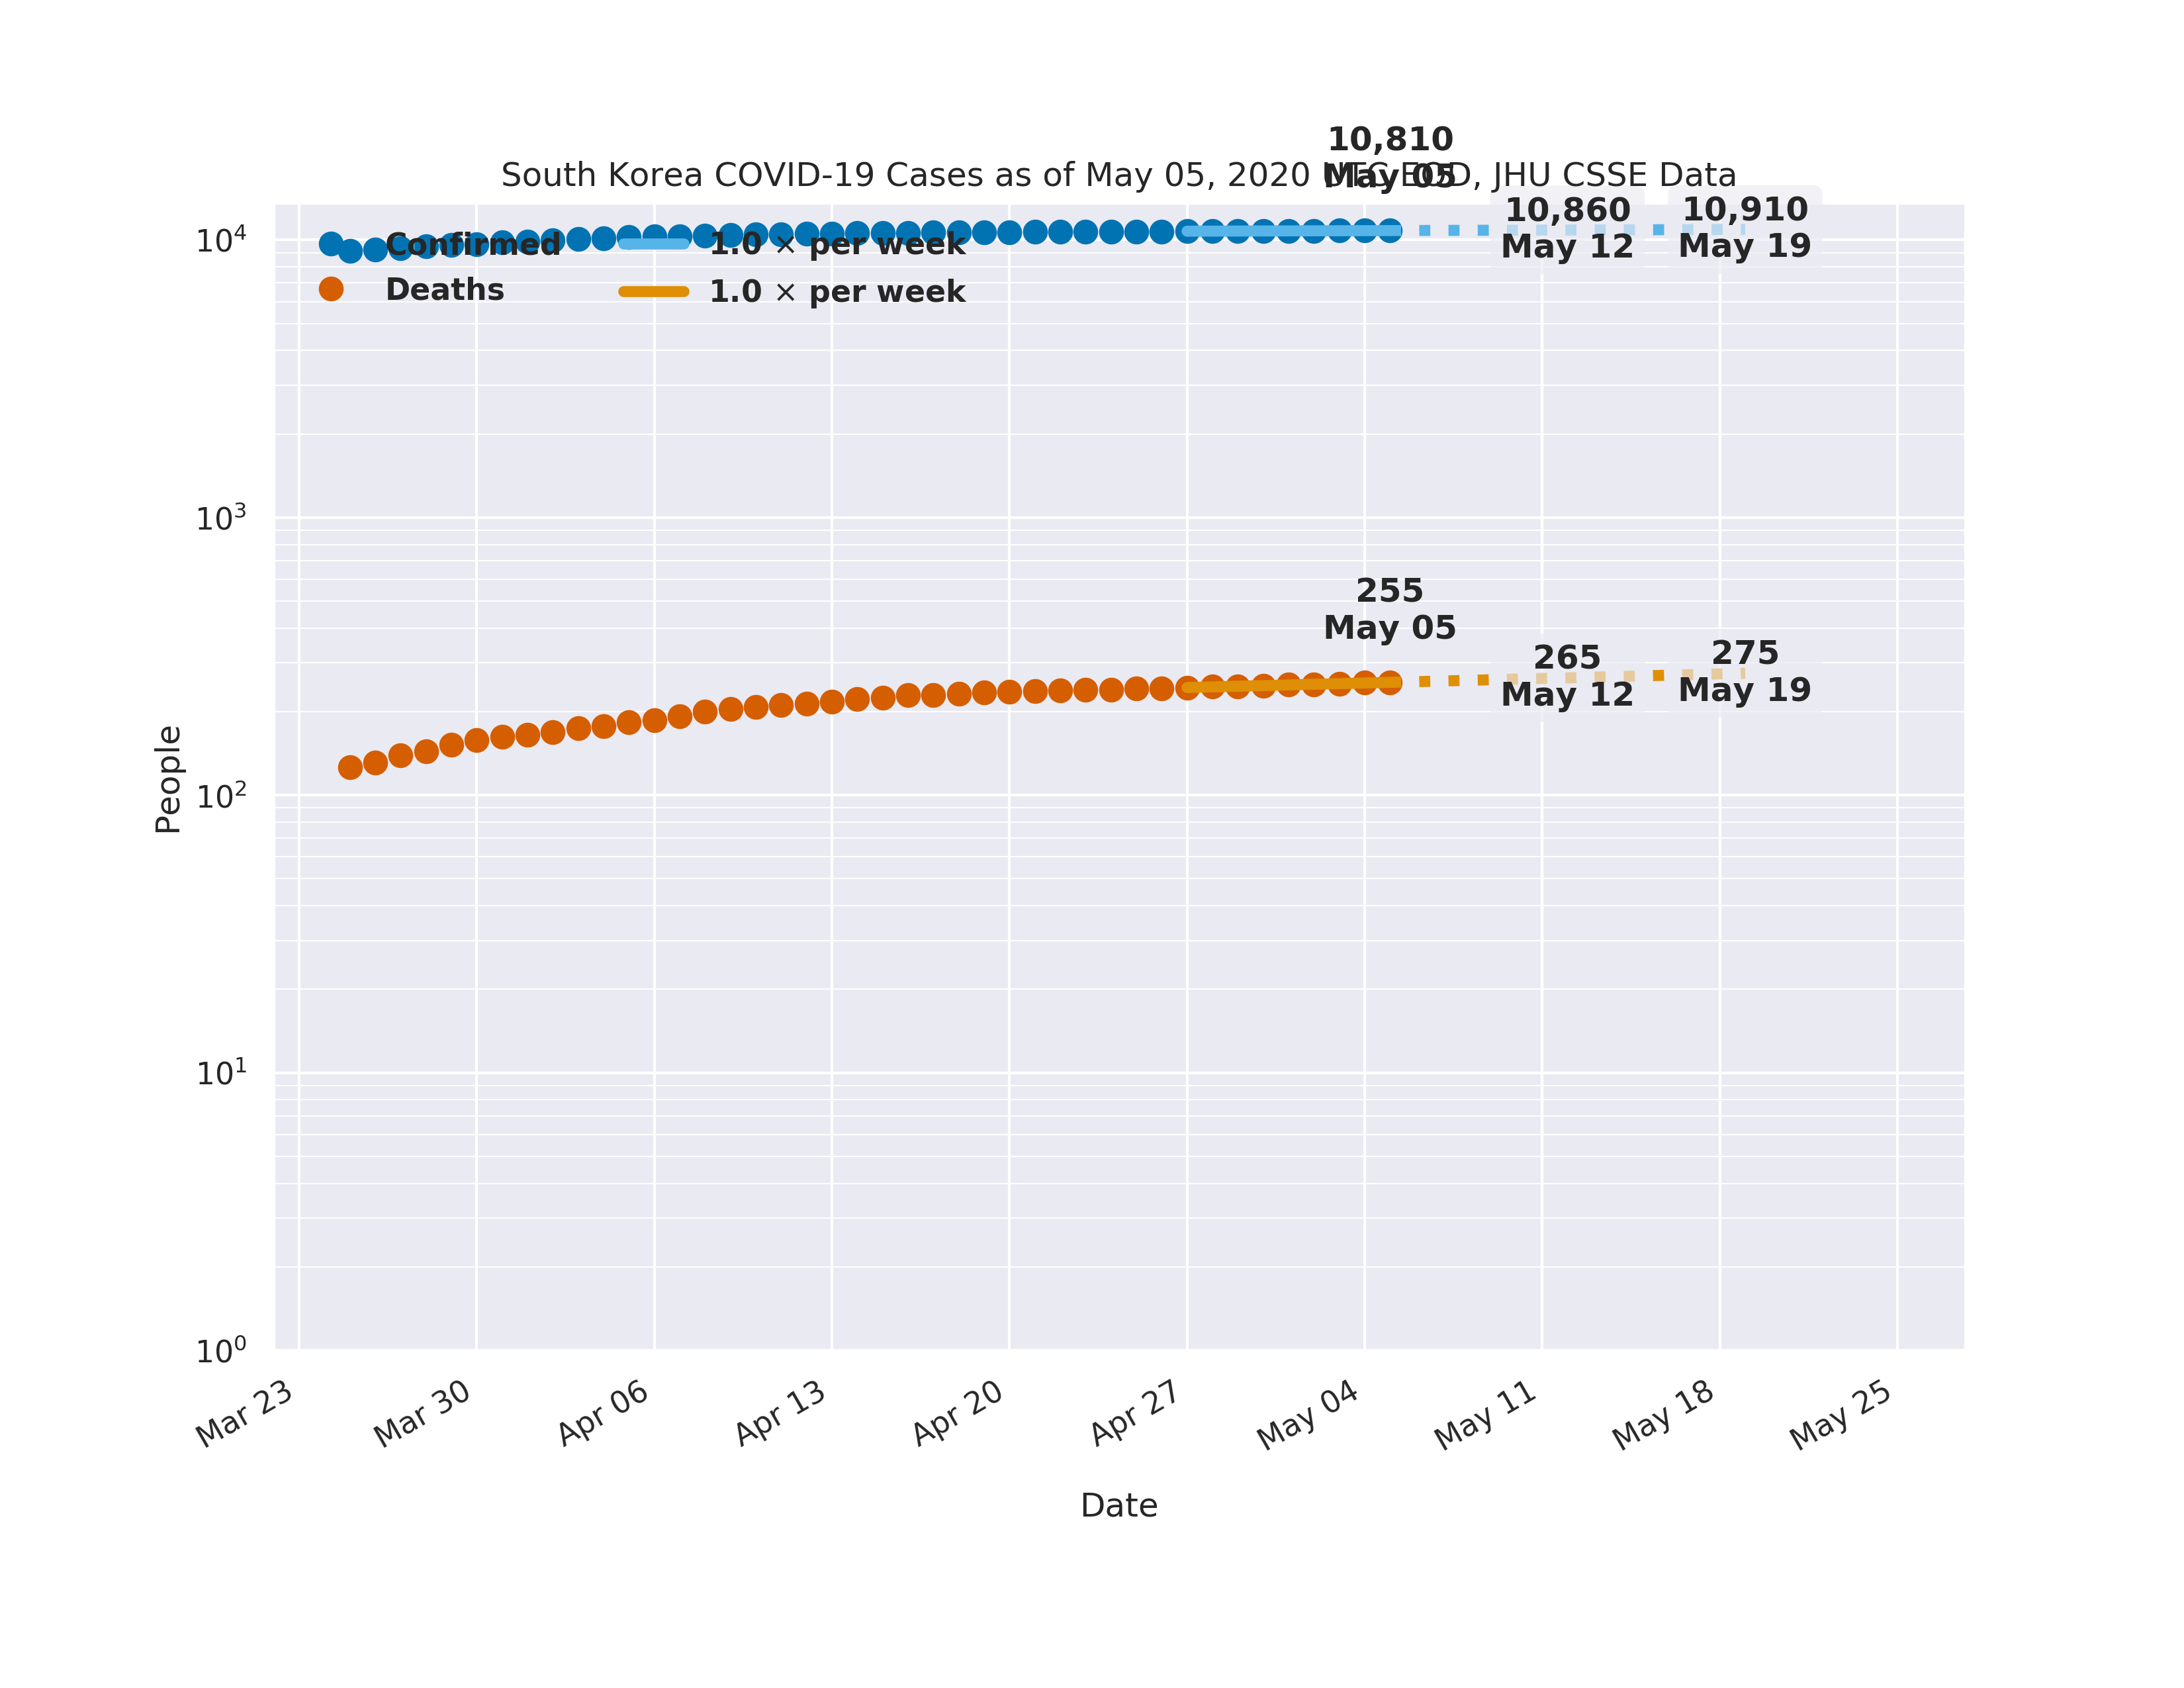 10,810
May 05
South Korea COVID-19 Cases as of May 05, 2020 UTC EOD, JHU CSSE Data
10,860
May 12
10,910
May 19
Confirmed
Deaths
1.0 × per week
1.0 × per week
10⁴
10³
10²
10¹
10⁰
255
May 05
265
May 12
275
May 19
People
Mar 23
Mar 30
Apr 06
Apr 13
Apr 20
Apr 27
May 04
May 11
May 18
May 25
Date